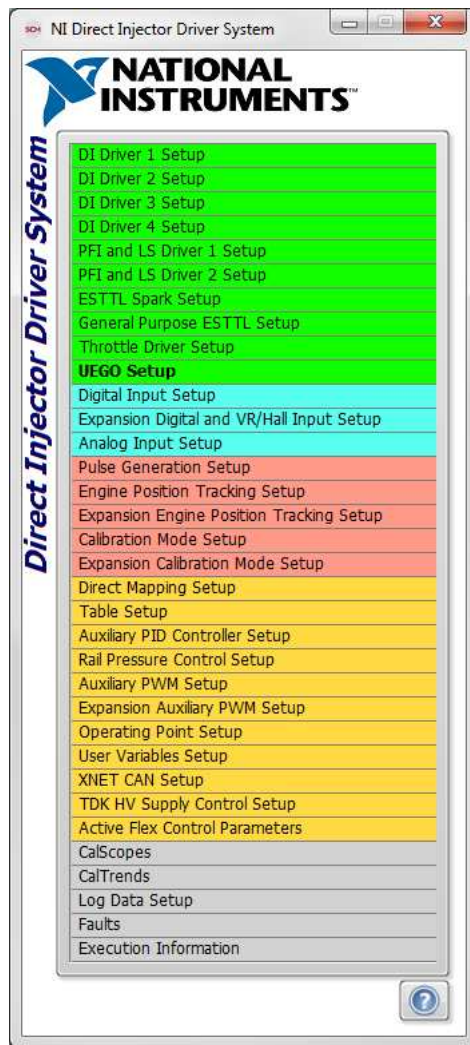 NI Direct Injector Driver System
NATIONAL
INSTRUMENTS™
Direct Injector Driver System
DI Driver 1 Setup
DI Driver 2 Setup
DI Driver 3 Setup
DI Driver 4 Setup
PFI and LS Driver 1 Setup
PFI and LS Driver 2 Setup
ESTTL Spark Setup
General Purpose ESTTL Setup
Throttle Driver Setup
UEGO Setup
Digital Input Setup
Expansion Digital and VR/Hall Input Setup
Analog Input Setup
Pulse Generation Setup
Engine Position Tracking Setup
Expansion Engine Position Tracking Setup
Calibration Mode Setup
Expansion Calibration Mode Setup
Direct Mapping Setup
Table Setup
Auxiliary PID Controller Setup
Rail Pressure Control Setup
Auxiliary PWM Setup
Expansion Auxiliary PWM Setup
Operating Point Setup
User Variables Setup
XNET CAN Setup
TDK HV Supply Control Setup
Active Flex Control Parameters
CalScopes
CalTrends
Log Data Setup
Faults
Execution Information